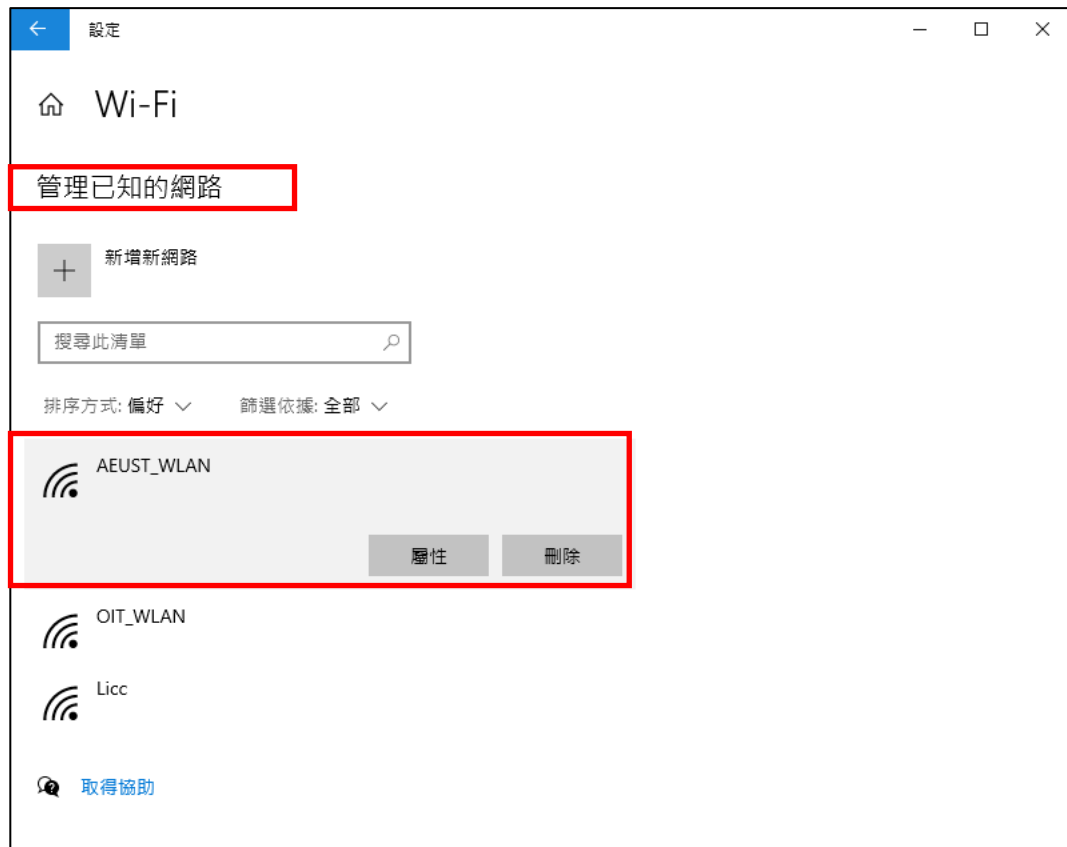 設定
Wi-Fi
管理已知的網路
新增新網路
搜尋此清單
排序方式: 偏好 篩選依據: 全部
AEUST_WLAN
屬性 刪除
OIT_WLAN
Licc
取得協助